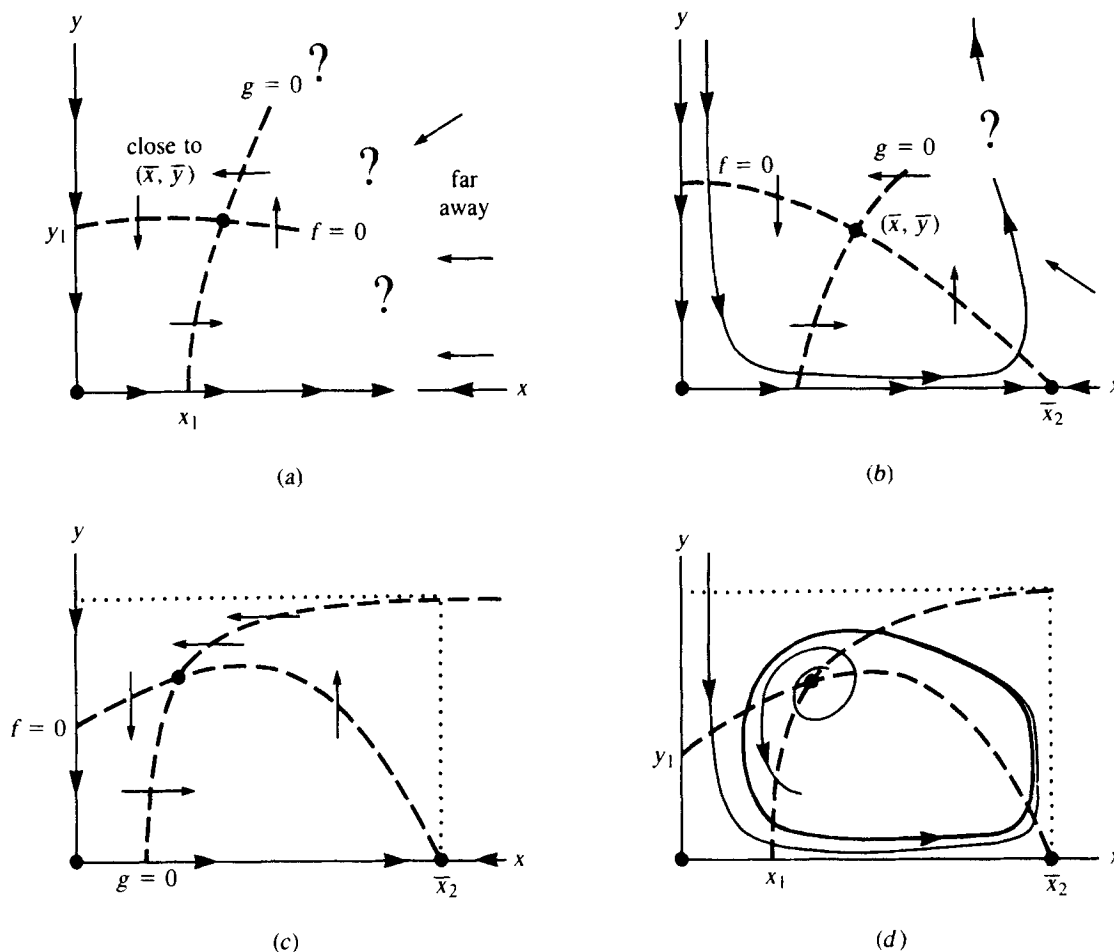 y
g = 0
?
close to
(x̅, y̅)
?
far
away
y₁
f = 0
?
x₁
x
(a)
y
f = 0
g = 0
?
(x̅, y̅)
x̅₂
x
(b)
y
f = 0
g = 0
x̅₂
x
(c)
y
y₁
x₁
x̅₂
x
(d)